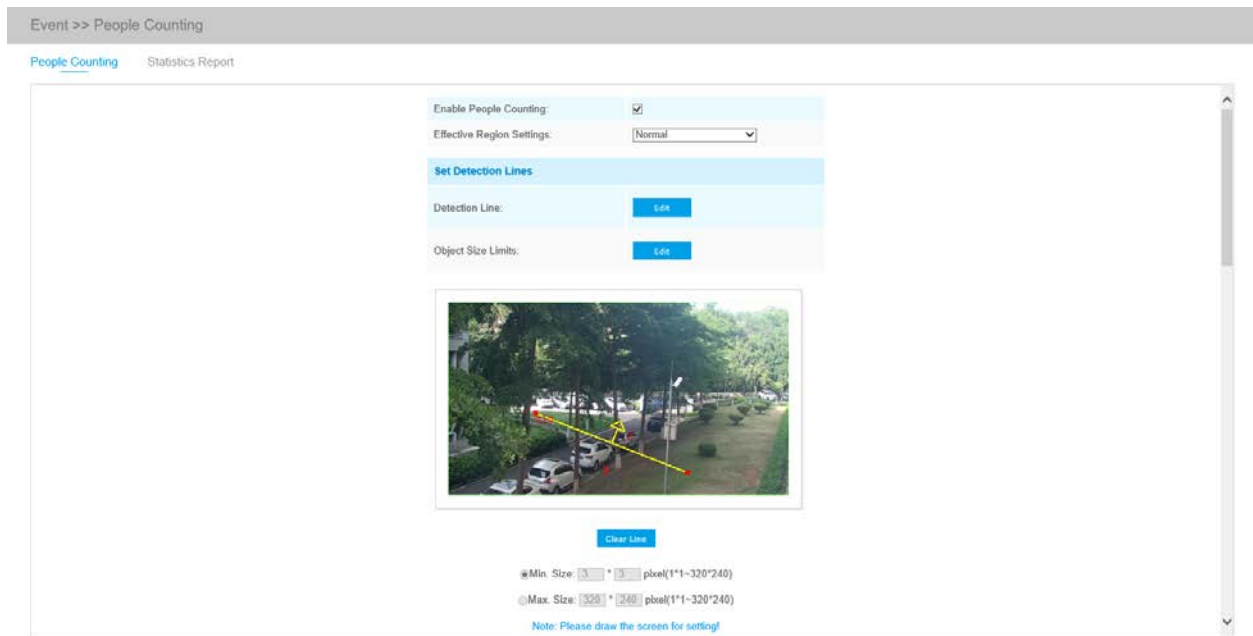 Event >> People Counting
People Counting Statistics Report
Enable People Counting:
Effective Region Settings: Normal
Set Detection Lines
Detection Line: Edit
Object Size Limits: Edit
Clear Line
Min. Size: 3 * 3 pixel(1*1~320*240)
Max. Size: 320 * 240 pixel(1*1~320*240)
Note: Please draw the screen for setting!